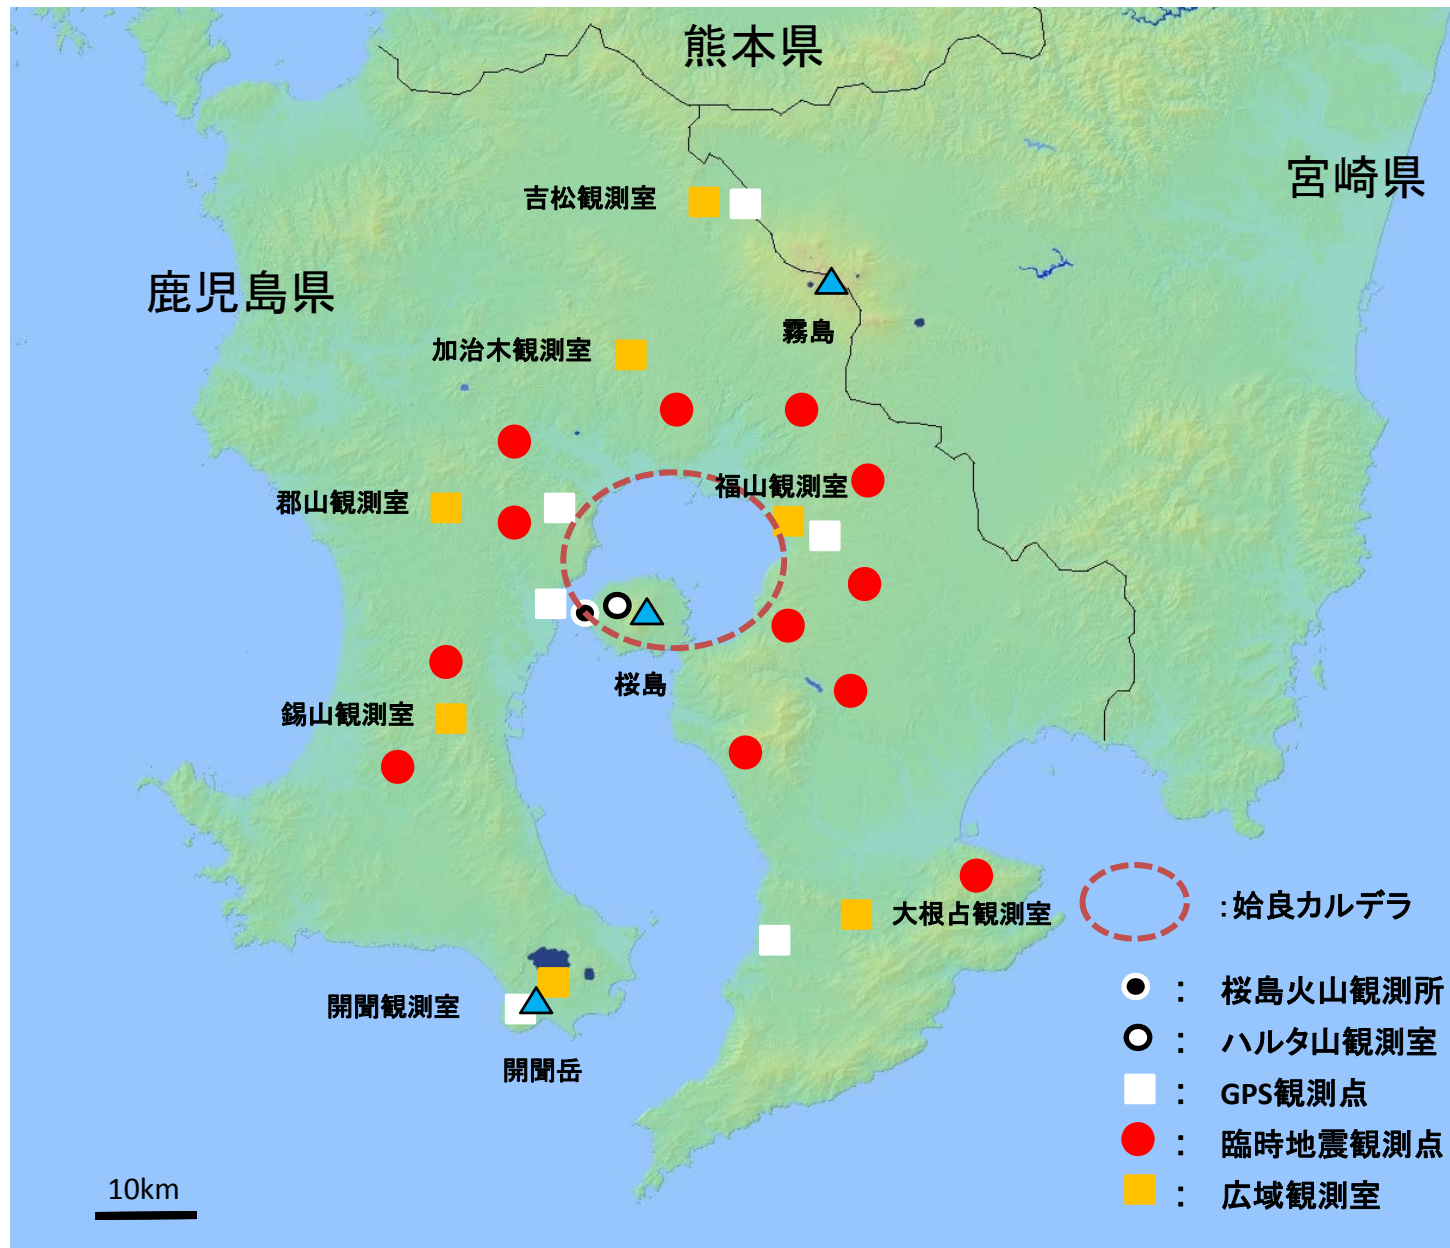 熊本県
宮崎県
吉松観測室
鹿児島県
霧島
加治木観測室
福山観測室
郡山観測室
桜島
錫山観測室
大根占観測室
:姶良カルデラ
開聞観測室
: 桜島火山観測所
: ハルタ山観測室
開聞岳
: GPS観測点
: 臨時地震観測点
: 広域観測室
10km